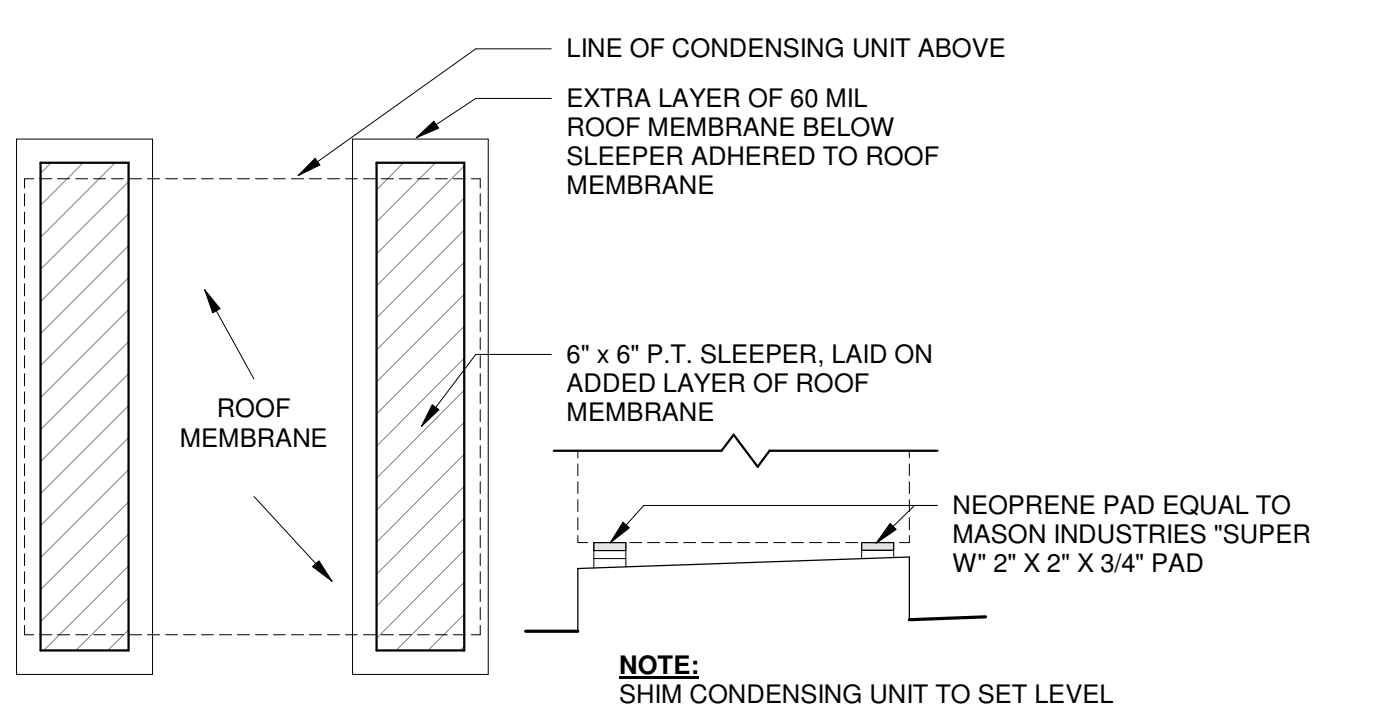 LINE OF CONDENSING UNIT ABOVE
EXTRA LAYER OF 60 MIL
ROOF MEMBRANE BELOW
SLEEPER ADHERED TO ROOF
MEMBRANE
6" x 6" P.T. SLEEPER, LAID ON
ADDED LAYER OF ROOF
MEMBRANE
ROOF
MEMBRANE
NEOPRENE PAD EQUAL TO
MASON INDUSTRIES "SUPER
W" 2" X 2" X 3/4" PAD
NOTE:
SHIM CONDENSING UNIT TO SET LEVEL